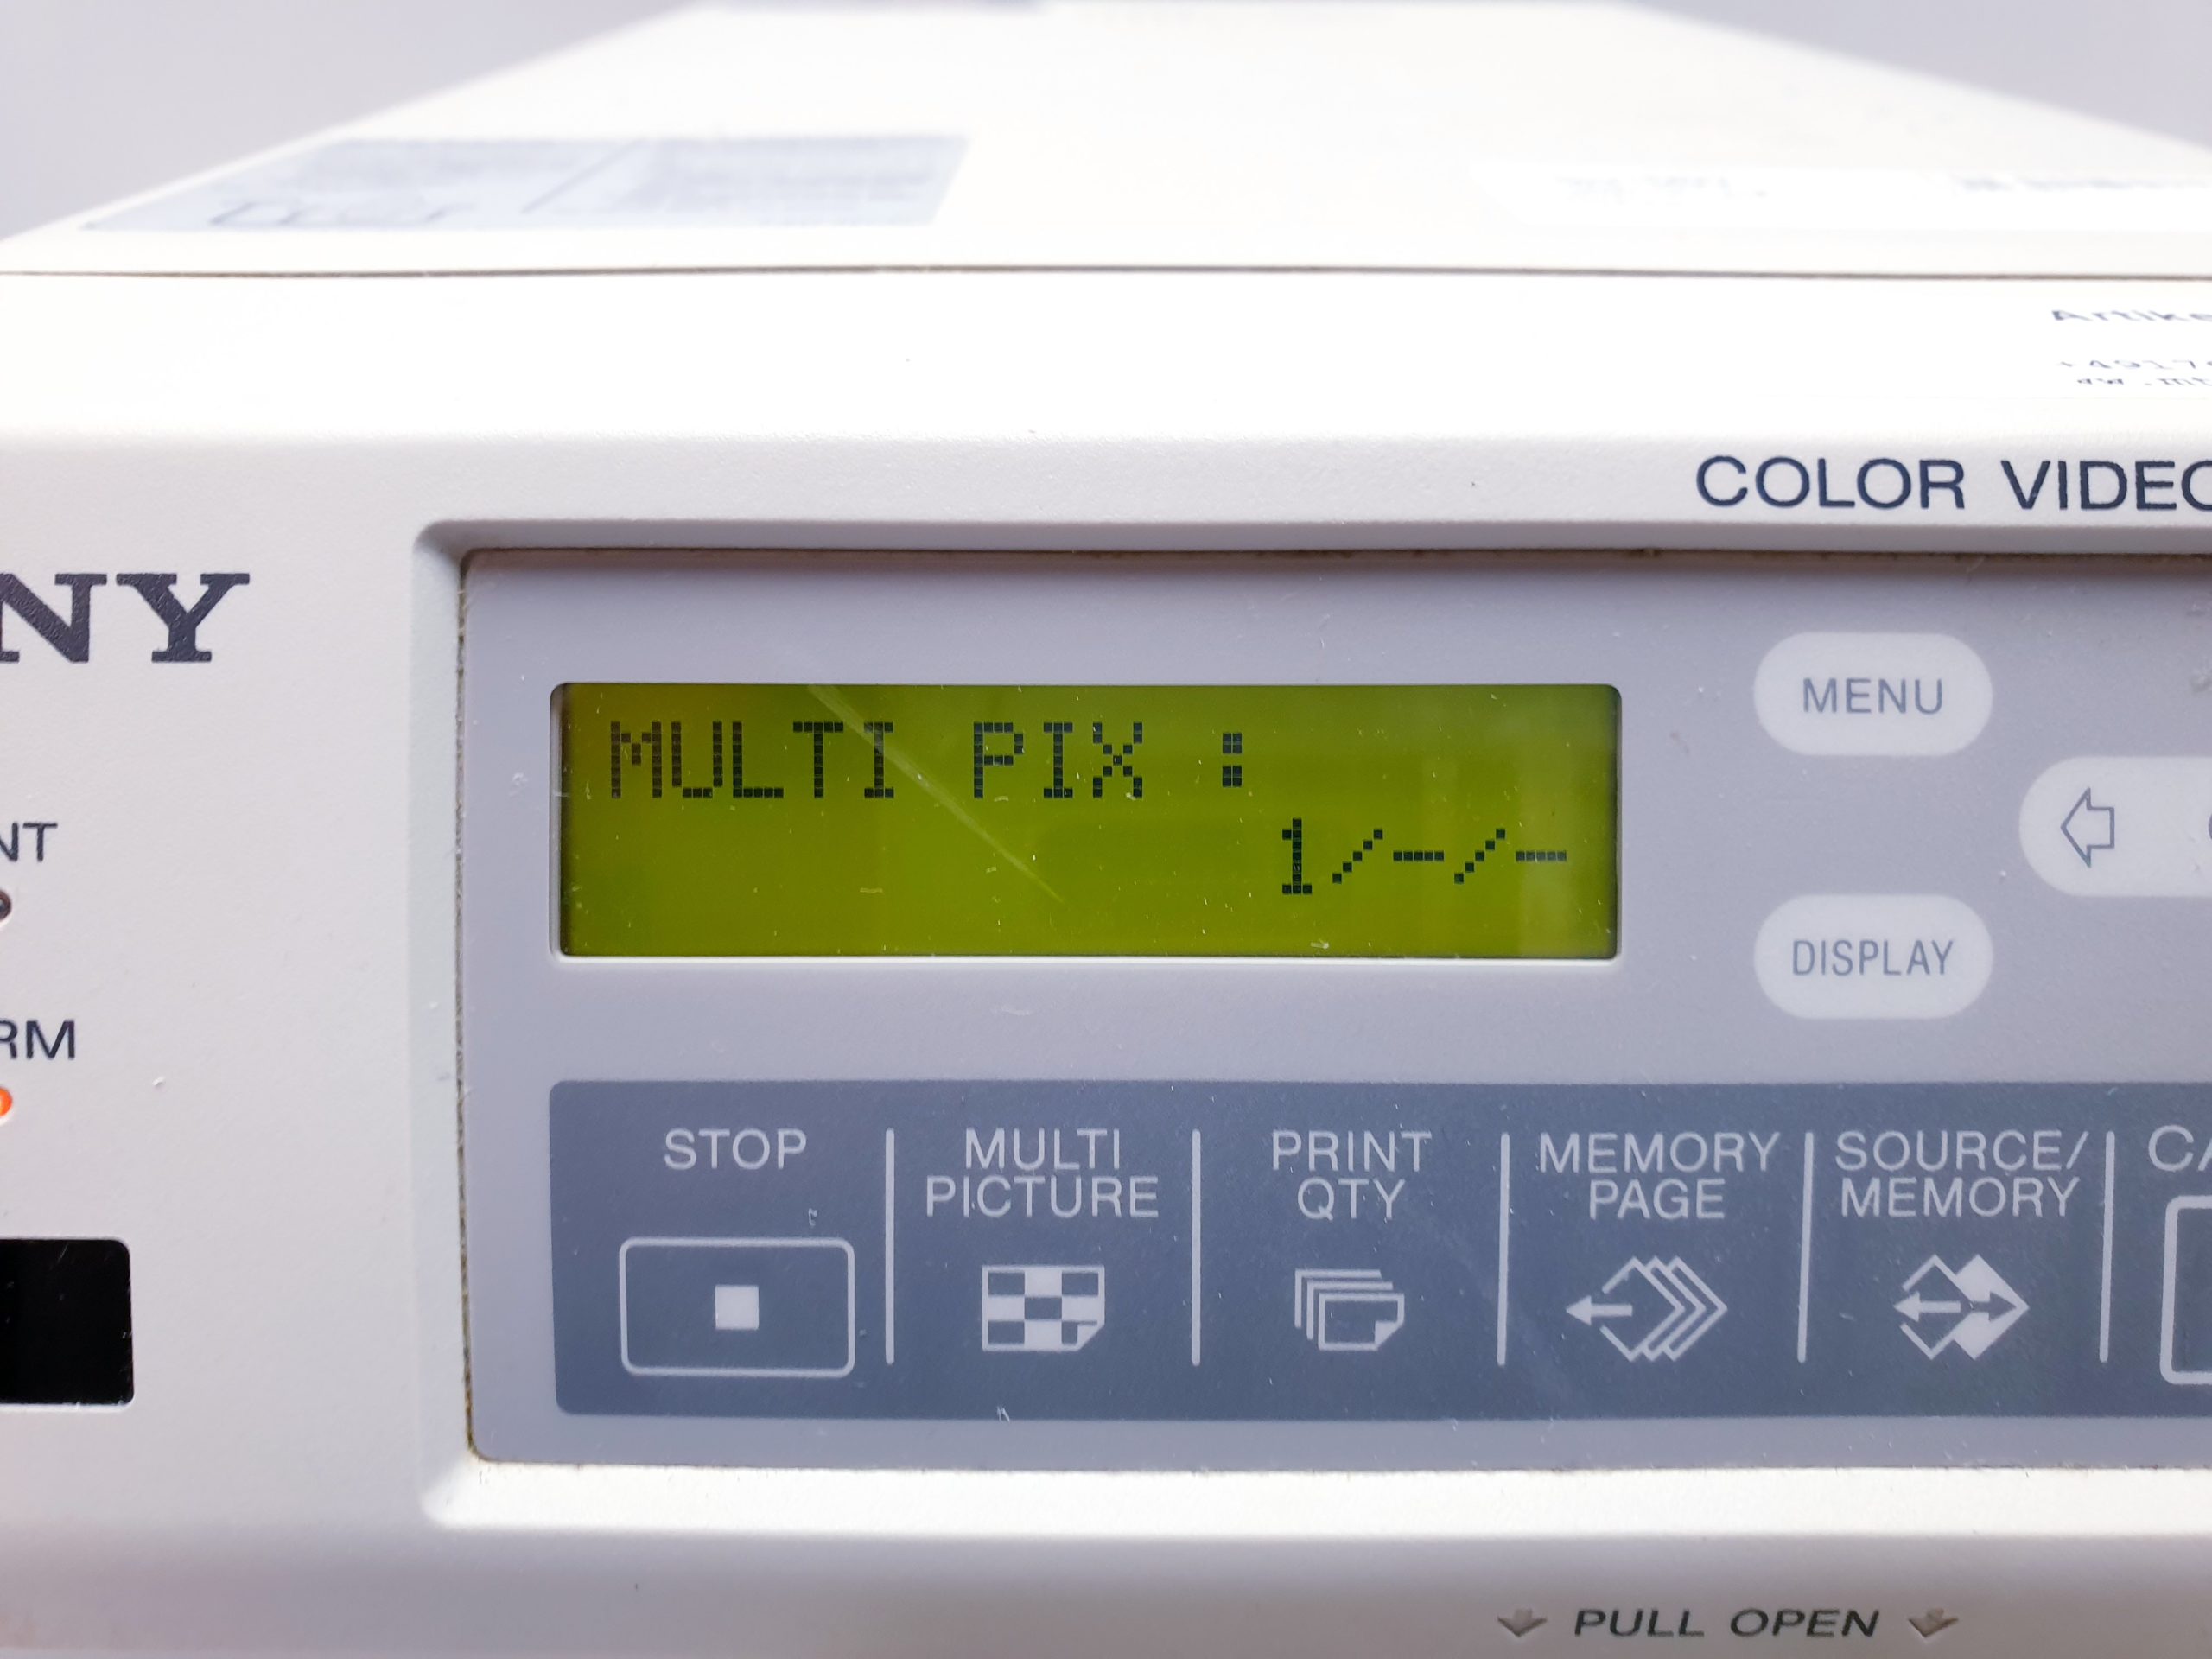 COLOR VIDEO
NY
MULTI PIX :
1/-/-
MENU
DISPLAY
NT
RM
STOP
MULTI
PICTURE
PRINT
QTY
MEMORY
PAGE
SOURCE/
MEMORY
CA
PULL OPEN